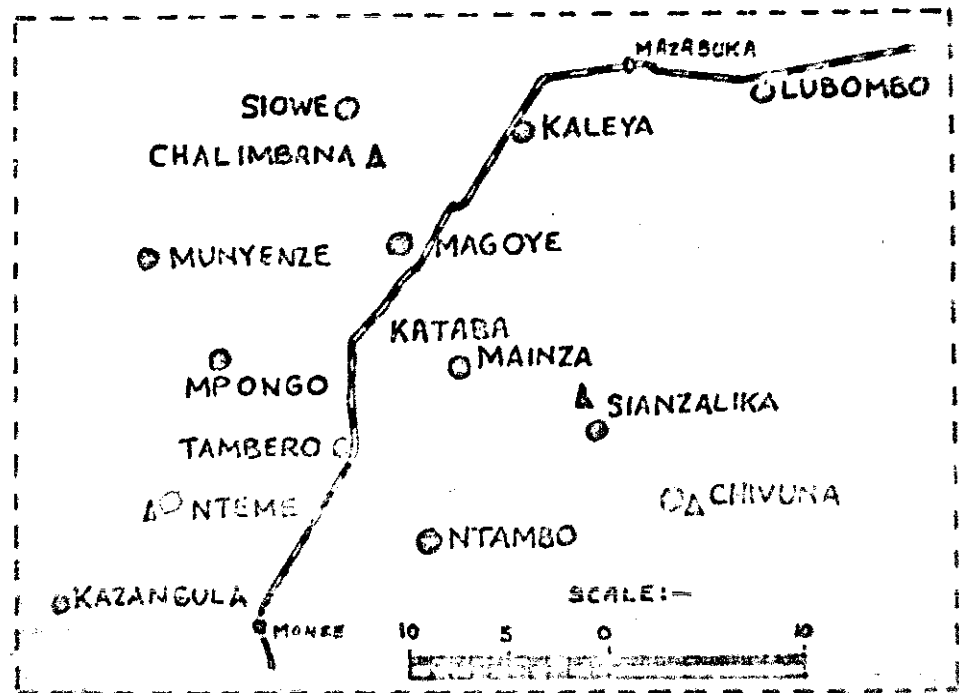 MAZABUKA
LUBOMBO
SIOWE
KALEYA
CHALIMBANA
MAGOYE
MUNYENZE
KATABA
MAINZA
MPONGO
SIANZALIKA
TAMBERO
NTEME
CHIVUNA
NTAMBO
KAZANGULA
SCALE:—
MONZE
10 5 0 10